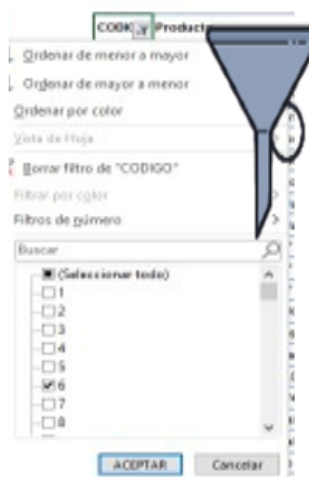 CODIG Producto
Ordenar de menor a mayor
Ordenar de mayor a menor
Ordenar por color
Vista de Hoja
Borrar filtro de "CODIGO"
Filtrar por color
Filtros de número
Buscar
(Seleccionar todo)
1
2
3
4
5
6
7
8
ACEPTAR Cancelar